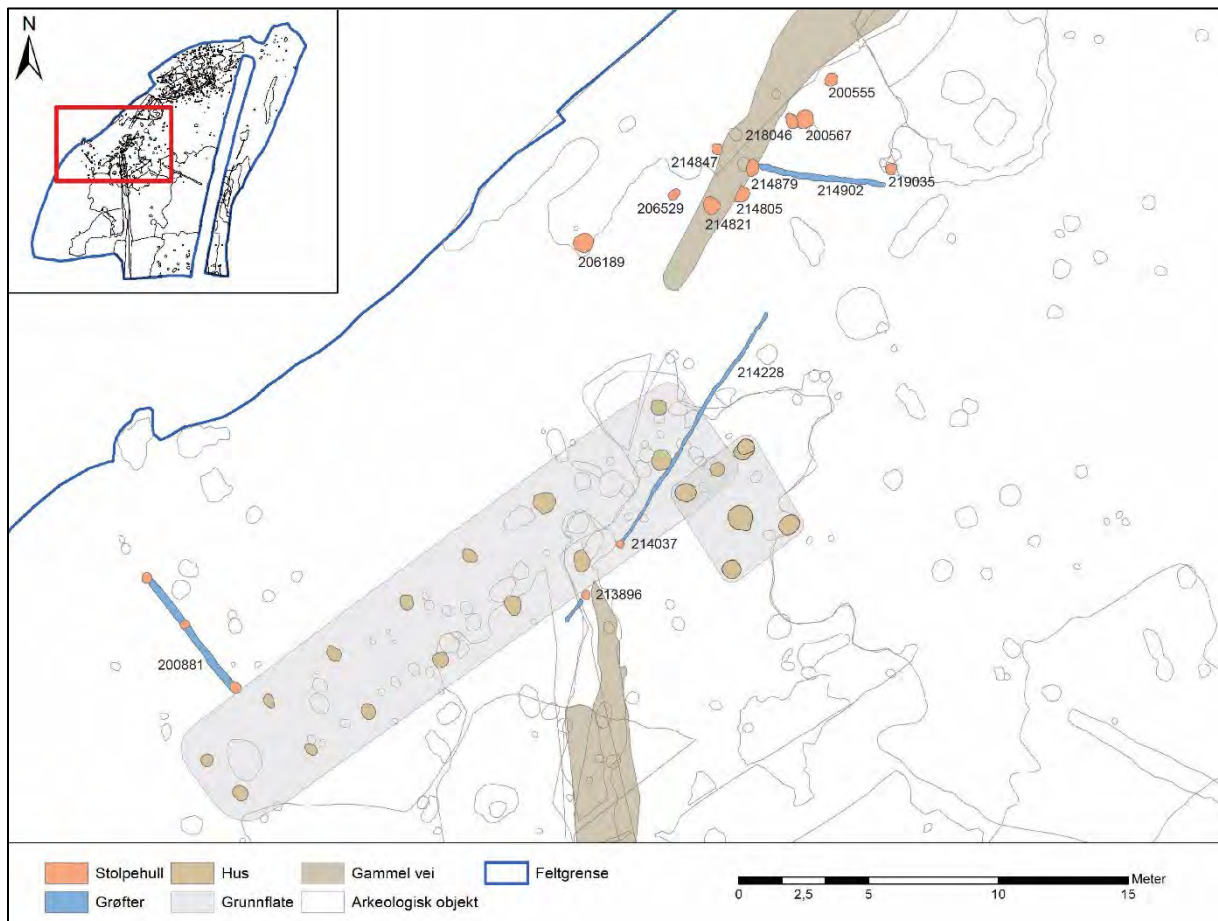 N
200555
218046
200567
214847
214879
219035
214902
206529
214805
214821
206189
214228
214037
213896
200881
Stolpehull
Hus
Gammel vei
Feltgrense
Grøfter
Grunnflate
Arkeologisk objekt
Meter
0
2,5
5
10
15